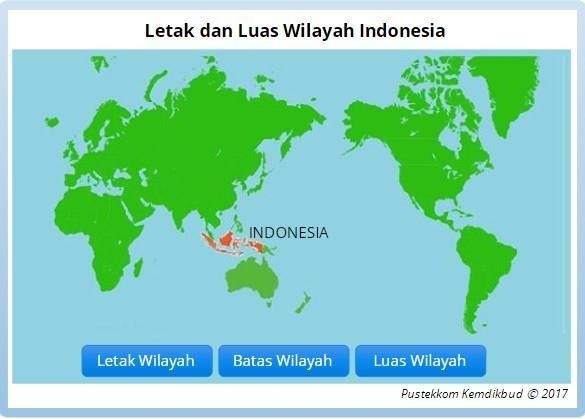 Letak dan Luas Wilayah Indonesia
INDONESIA
Letak Wilayah
Batas Wilayah
Luas Wilayah
Pustekkom Kemdikbud © 2017